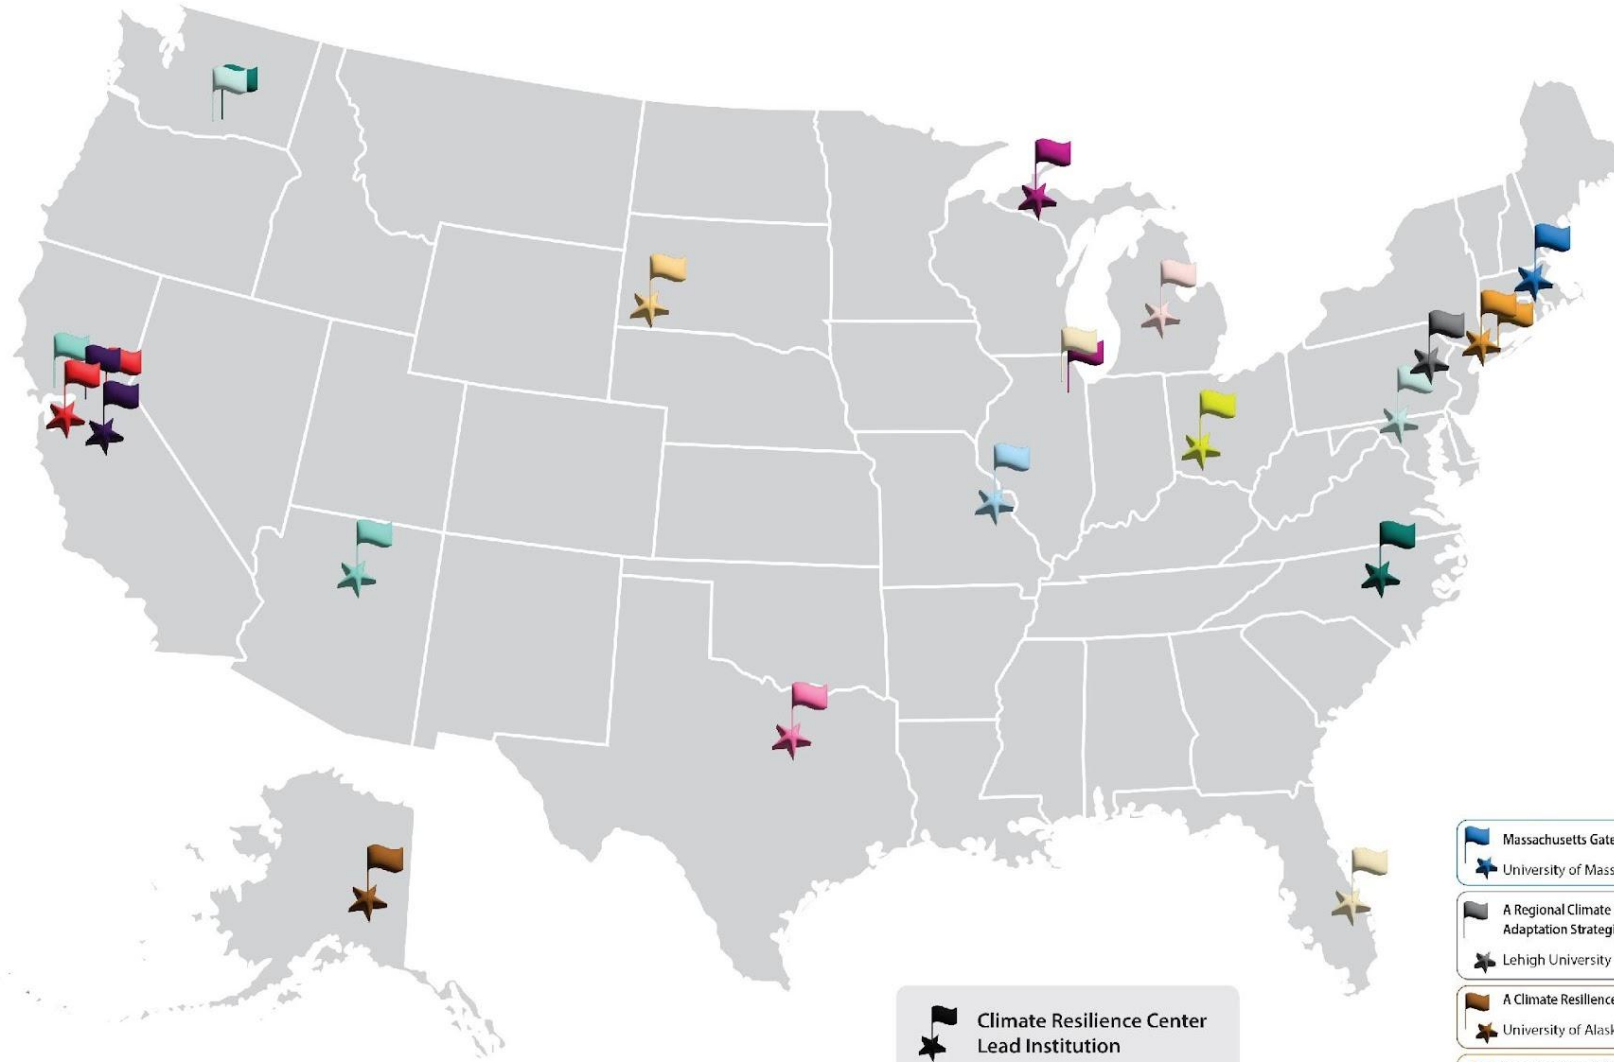 Climate Resilience Center
Lead Institution
Massachusetts Gate
University of Mass
A Regional Climate
Adaptation Strategi
Lehigh University
A Climate Resilience
University of Alask